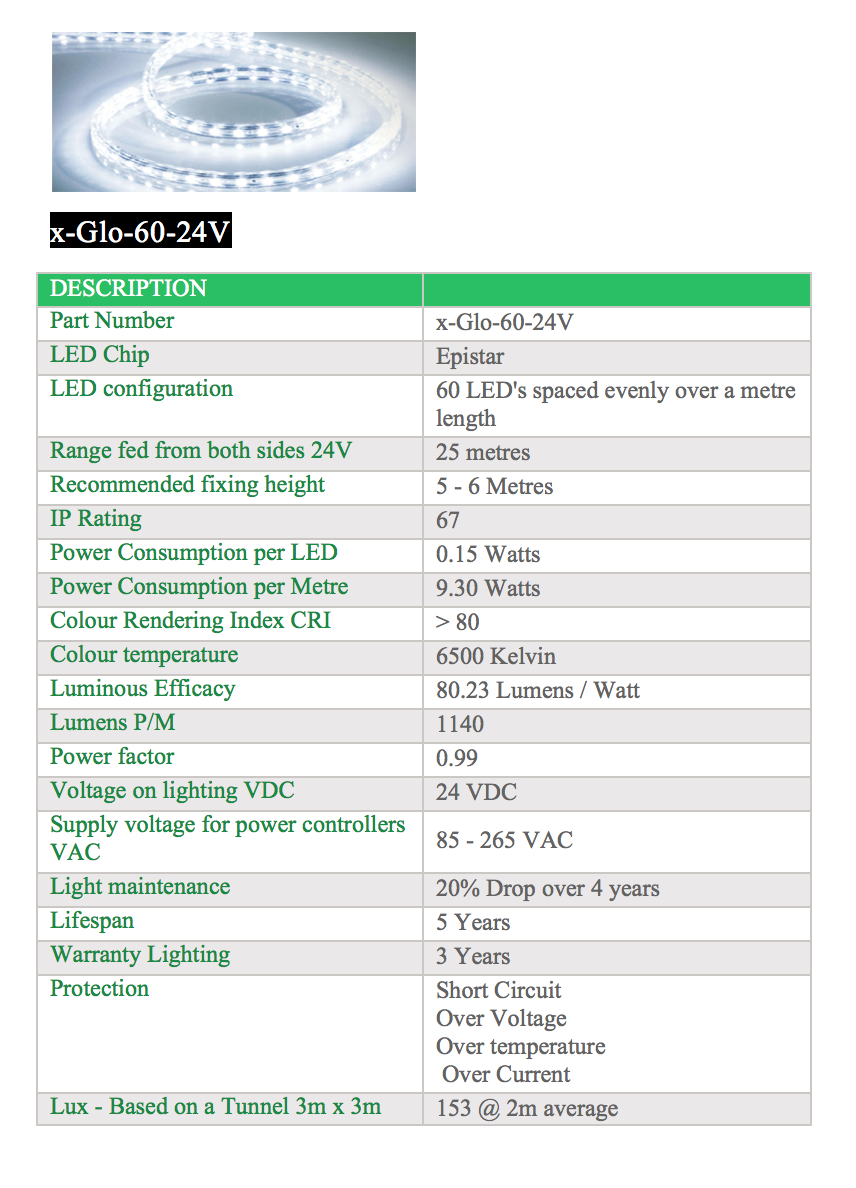 x-Glo-60-24V
DESCRIPTION
Part Number
x-Glo-60-24V
LED Chip
Epistar
LED configuration
60 LED's spaced evenly over a metre
length
Range fed from both sides 24V
25 metres
Recommended fixing height
5 - 6 Metres
IP Rating
67
Power Consumption per LED
0.15 Watts
Power Consumption per Metre
9.30 Watts
Colour Rendering Index CRI
> 80
Colour temperature
6500 Kelvin
Luminous Efficacy
80.23 Lumens / Watt
Lumens P/M
1140
Power factor
0.99
Voltage on lighting VDC
24 VDC
Supply voltage for power controllers
VAC
85 - 265 VAC
Light maintenance
20% Drop over 4 years
Lifespan
5 Years
Warranty Lighting
3 Years
Protection
Short Circuit
Over Voltage
Over temperature
Over Current
Lux - Based on a Tunnel 3m x 3m
153 @ 2m average